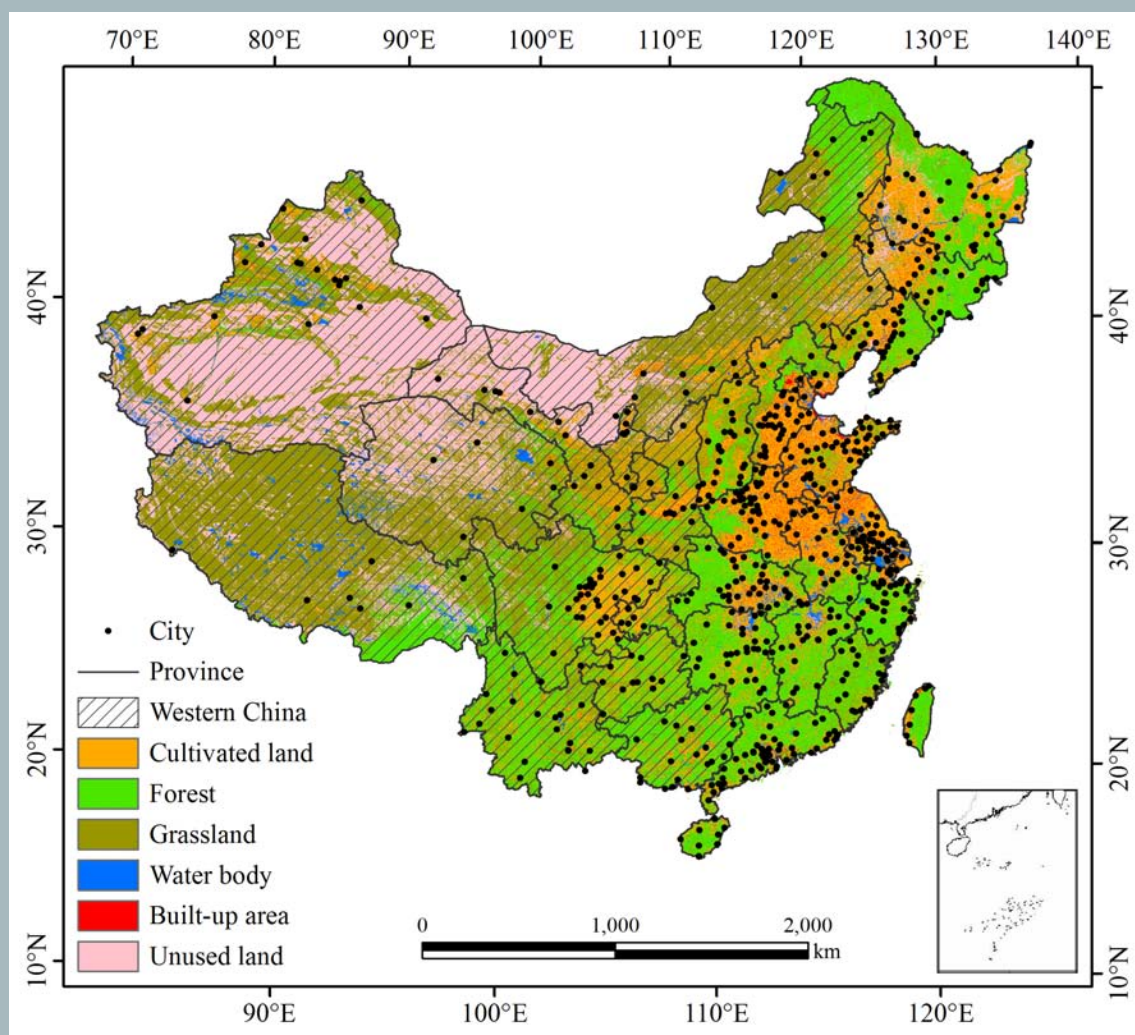 70°E 80°E 90°E 100°E 110°E 120°E 130°E 140°E
40°N
40°N
30°N
30°N
20°N
20°N
10°N
10°N
City
Province
Western China
Cultivated land
Forest
Grassland
Water body
Built-up area
Unused land
0 1,000 2,000
km
90°E 100°E 110°E 120°E